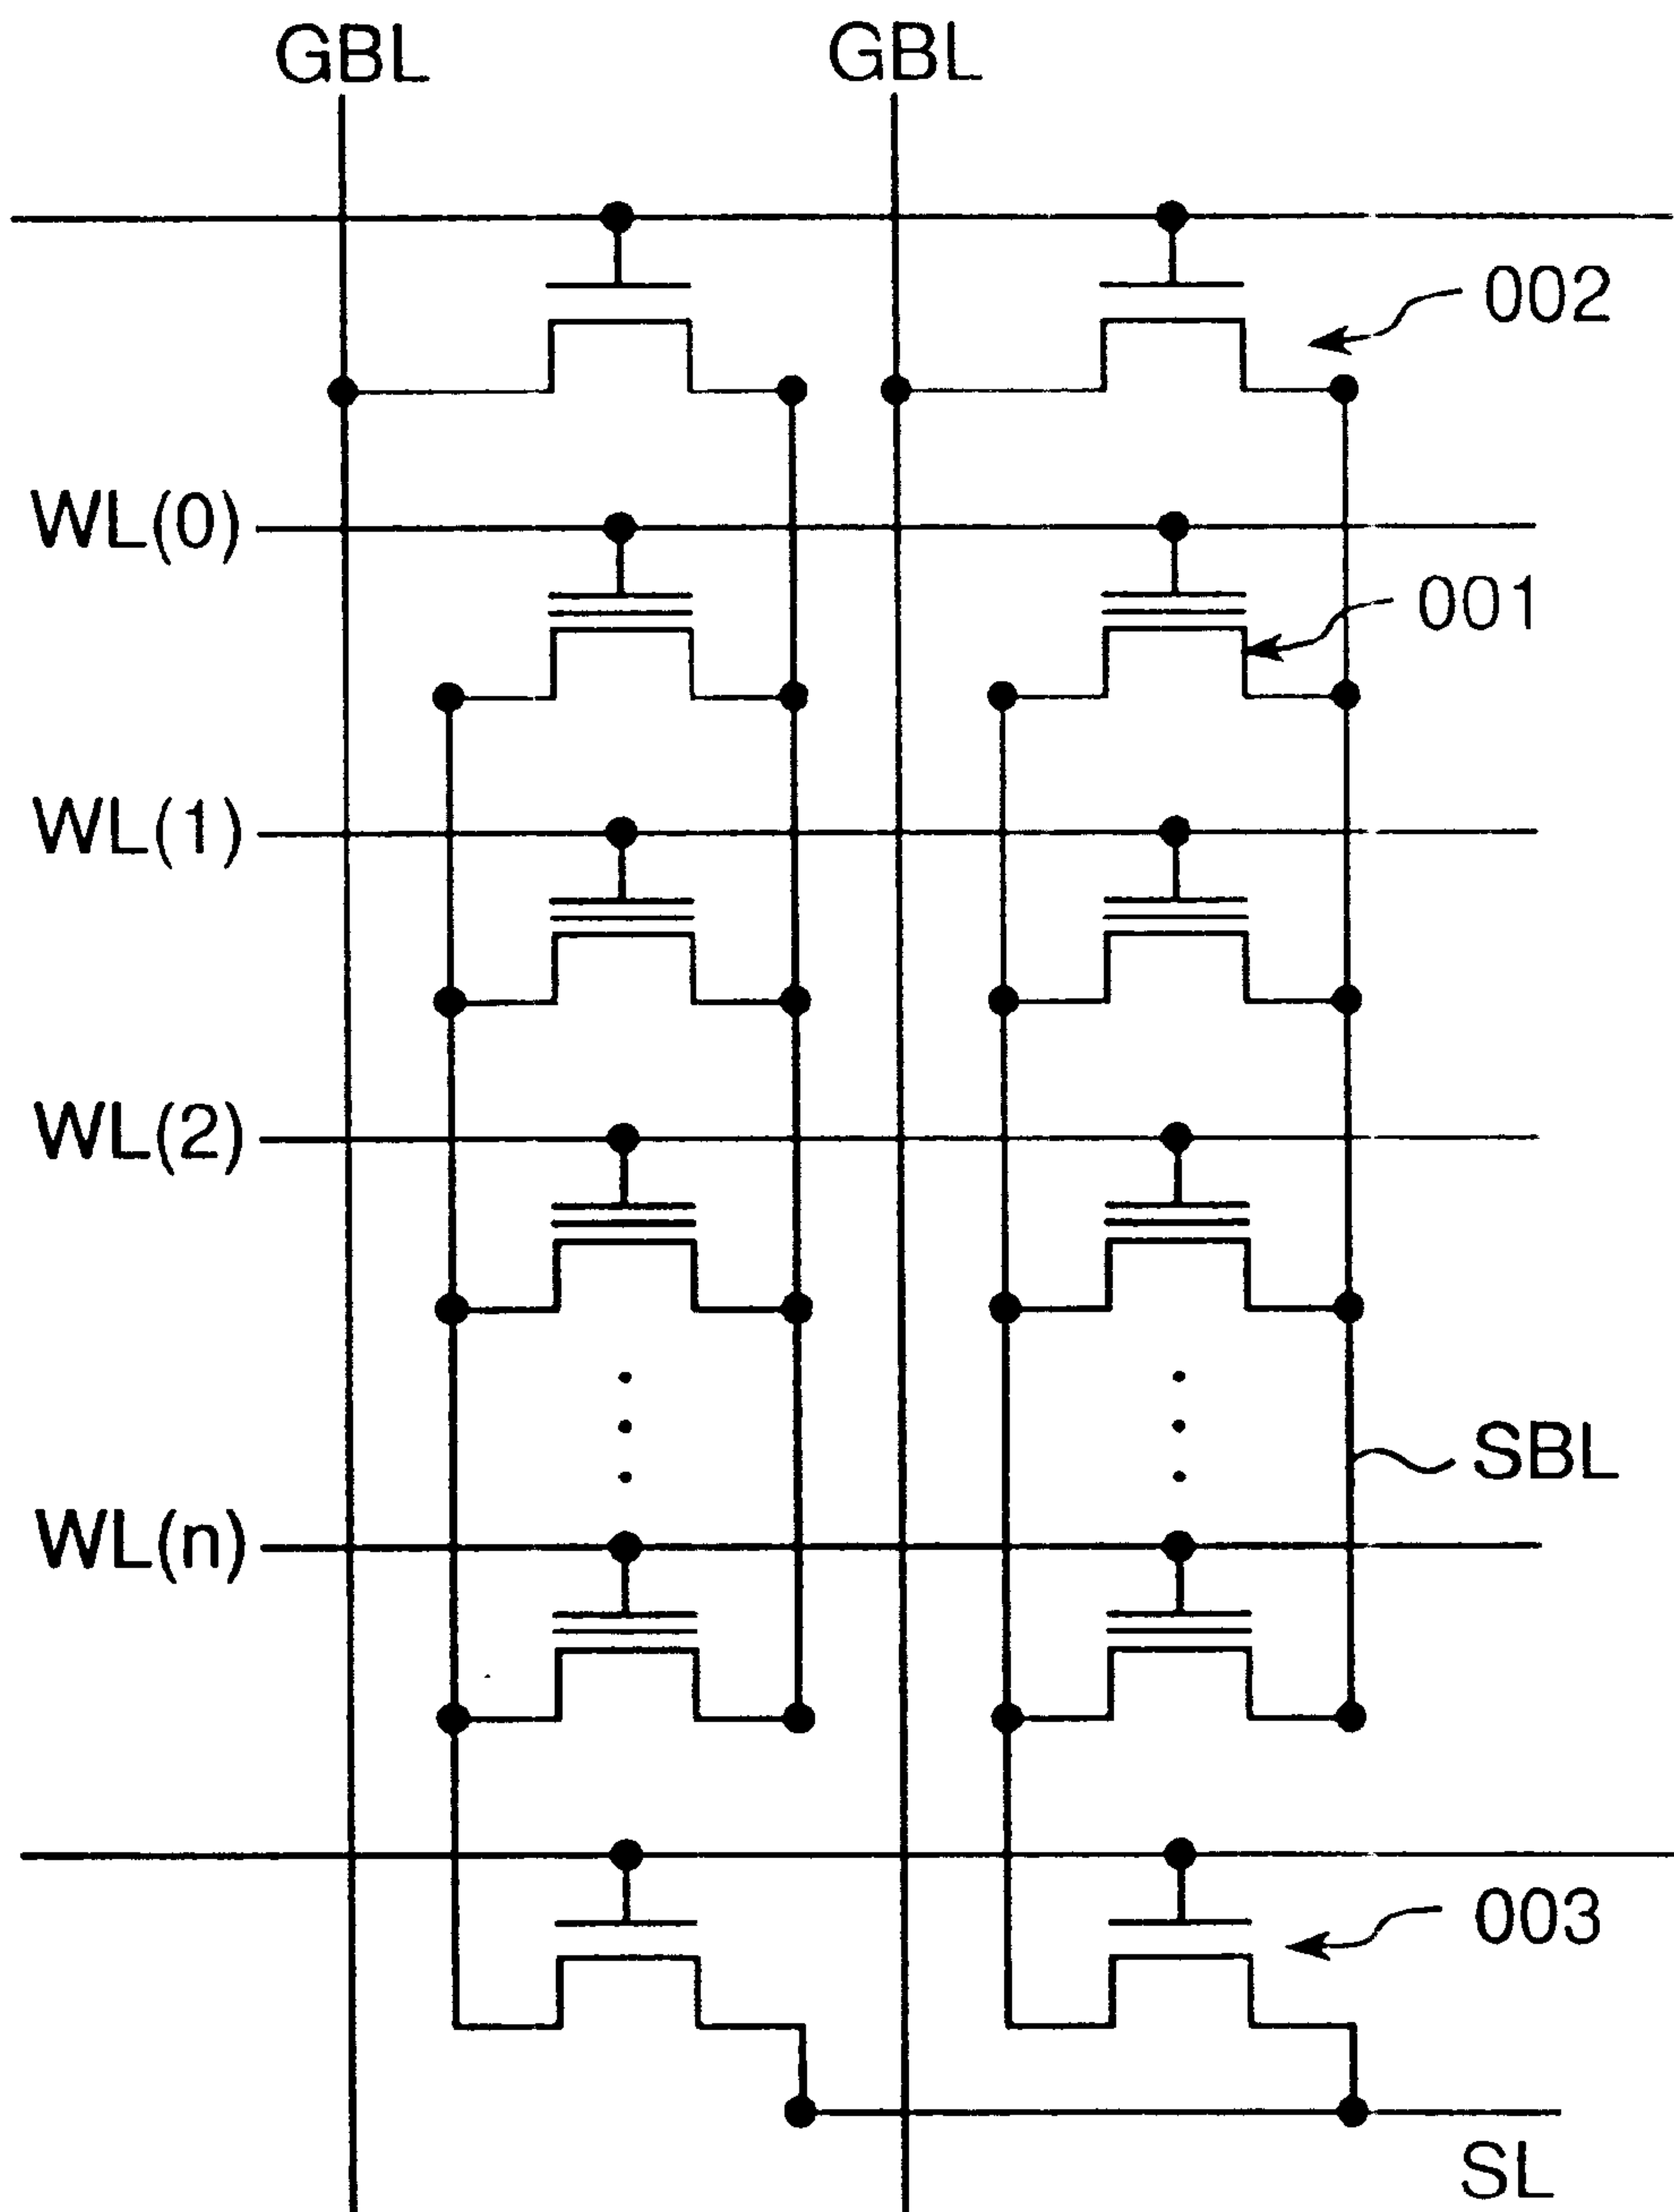 GBL GBL
002
WL(0)
001
WL(1)
WL(2)
SBL
WL(n)
003
SL